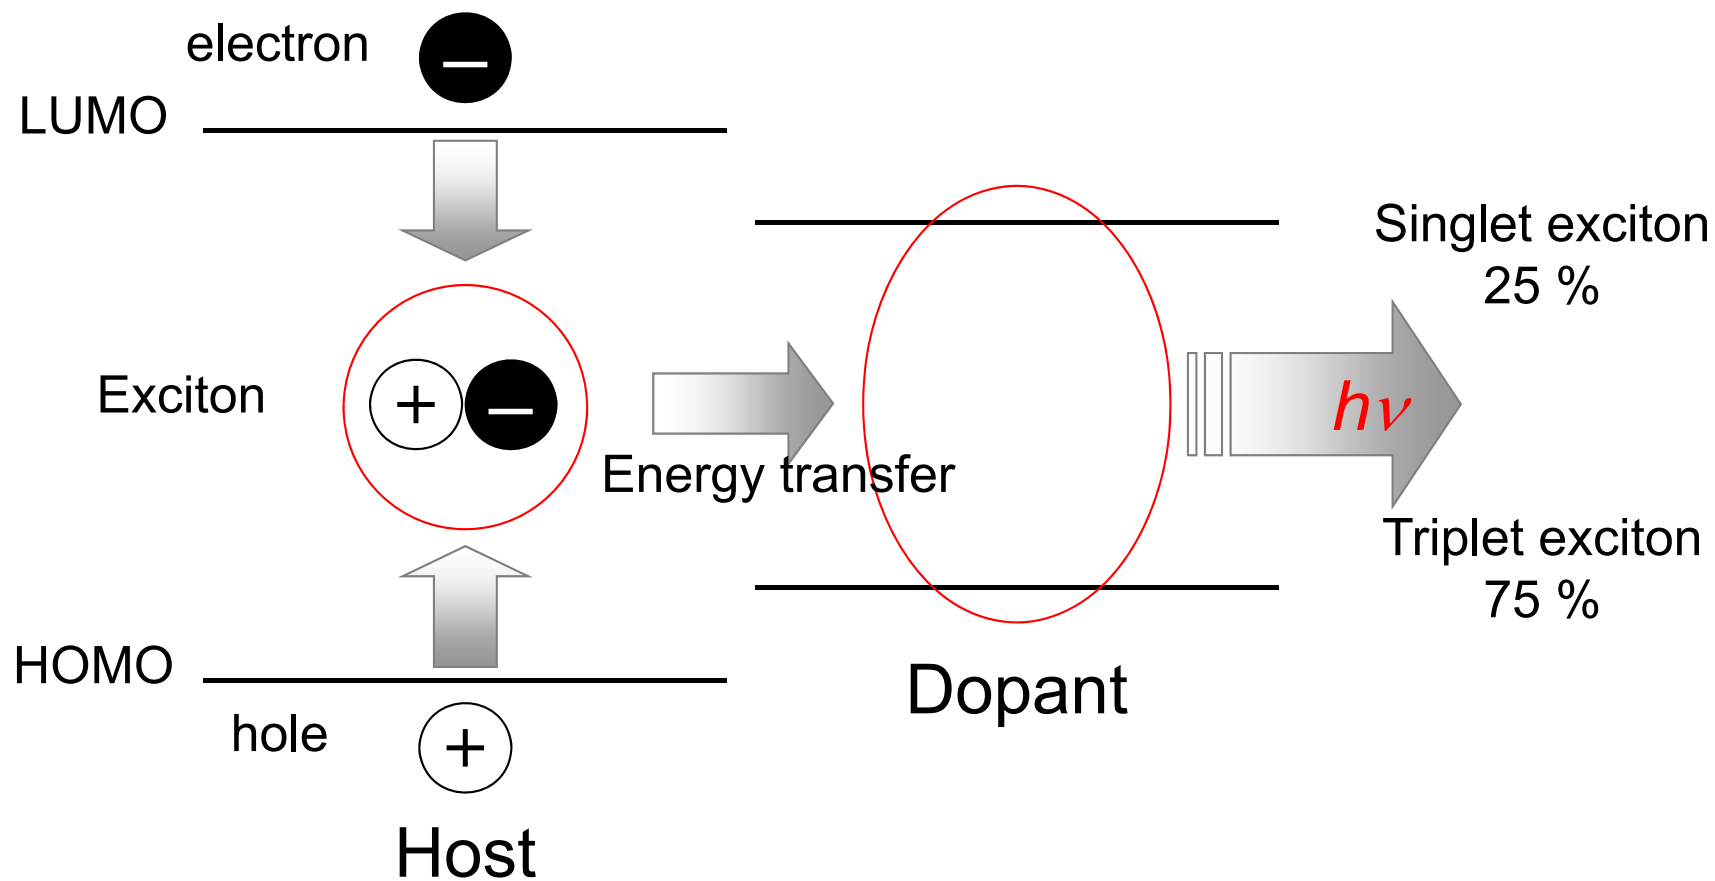 electron
−
LUMO
Singlet exciton
25 %
Exciton
+ −
hν
Energy transfer
Triplet exciton
75 %
HOMO
Dopant
hole
+
Host